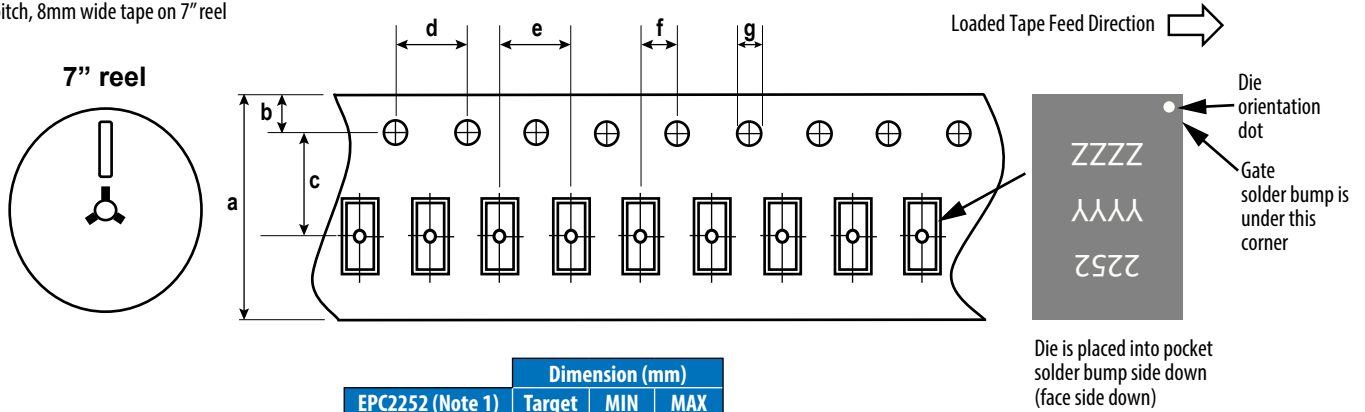 pitch, 8mm wide tape on 7” reel
7” reel
d
e
f
g
Loaded Tape Feed Direction
b
c
a
Die
orientation
dot
Gate
solder bump is
under this
corner
ZZZZ
YYYY
2252
Die is placed into pocket
solder bump side down
(face side down)
Dimension (mm)
EPC2252 (Note 1) Target MIN MAX